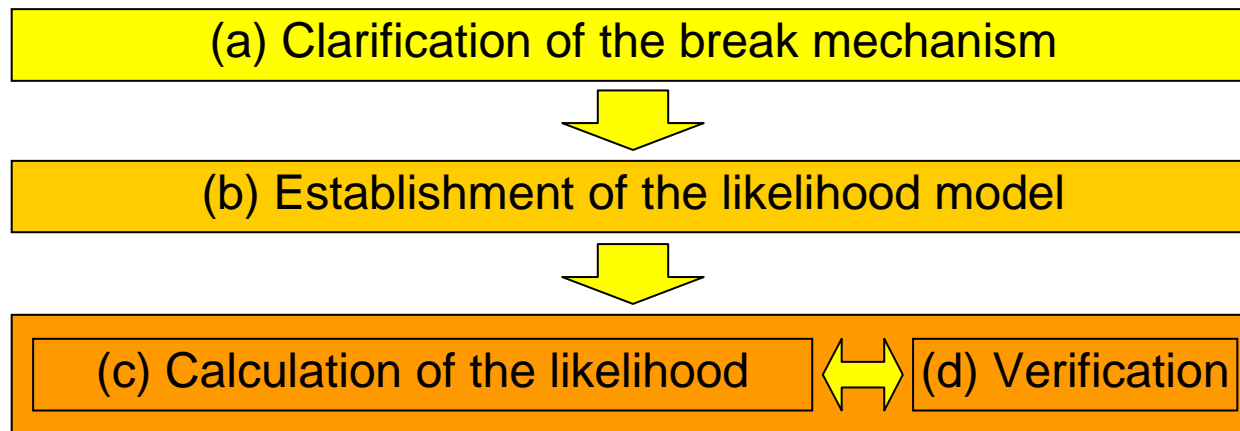 (a) Clarification of the break mechanism
(b) Establishment of the likelihood model
(c) Calculation of the likelihood
(d) Verification